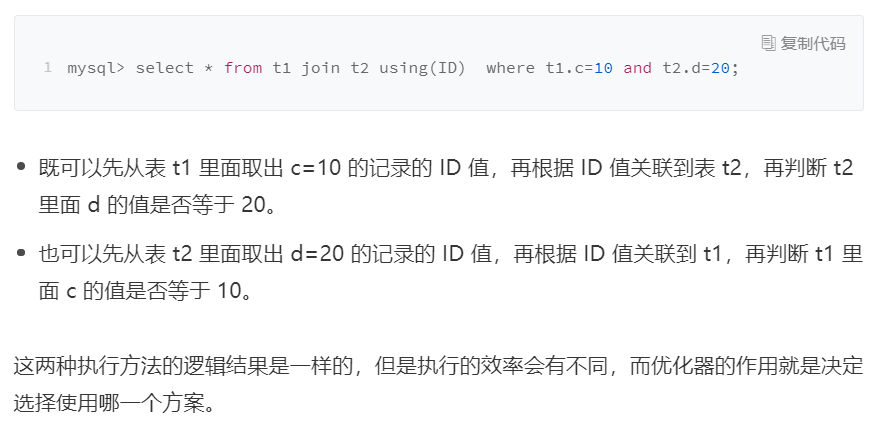 复制代码
1 mysql> select * from t1 join t2 using(ID)  where t1.c=10 and t2.d=20;
• 既可以先从表 t1 里面取出 c=10 的记录的 ID 值，再根据 ID 值关联到表 t2，再判断 t2
里面 d 的值是否等于 20。
• 也可以先从表 t2 里面取出 d=20 的记录的 ID 值，再根据 ID 值关联到 t1，再判断 t1 里
面 c 的值是否等于 10。
这两种执行方法的逻辑结果是一样的，但是执行的效率会有不同，而优化器的作用就是决定
选择使用哪一个方案。